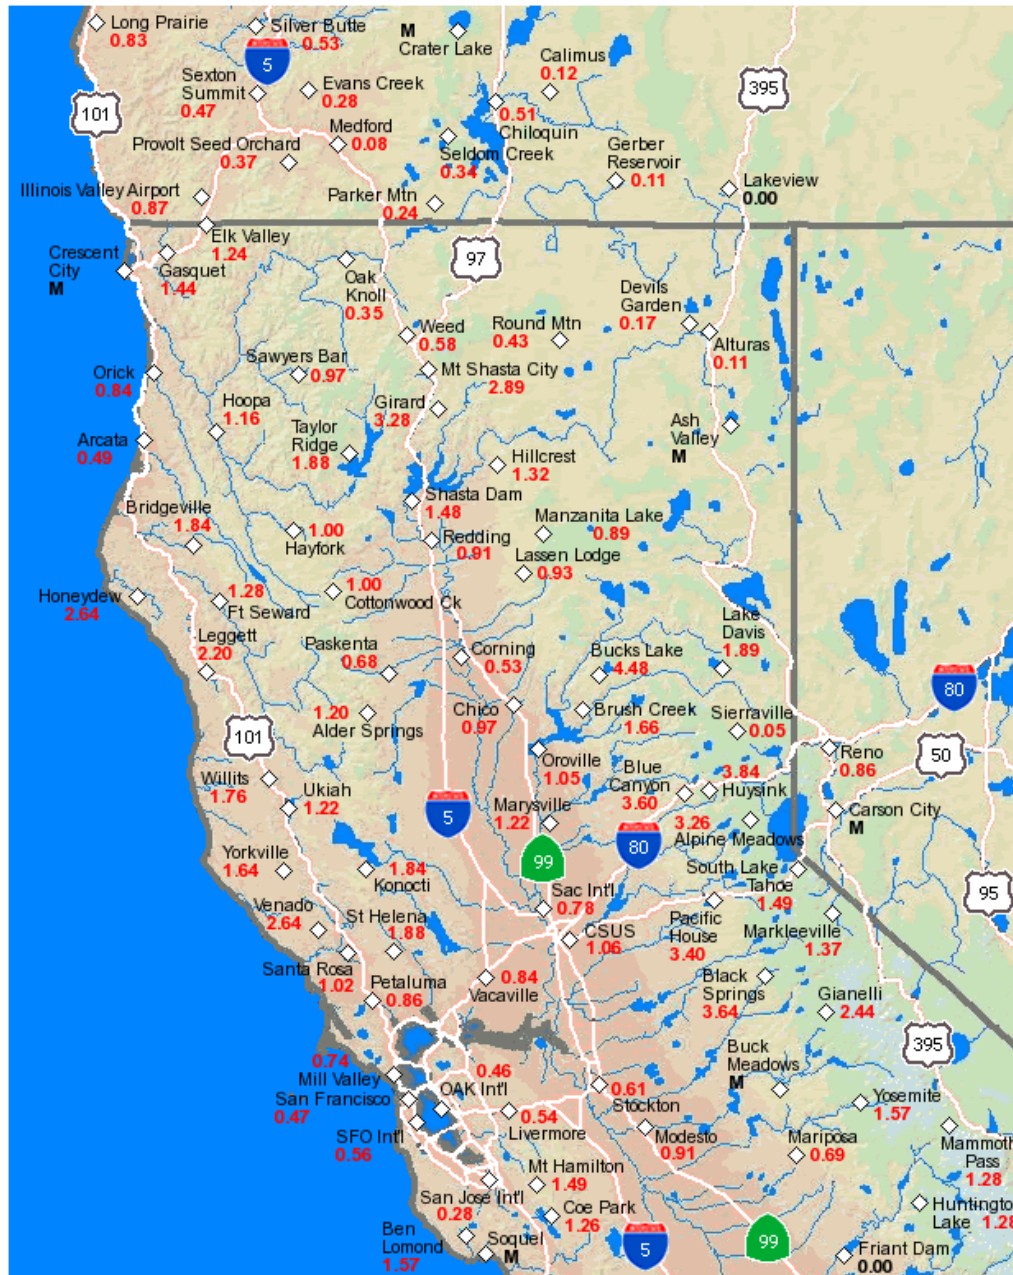 Long Prairie
0.83
Silver Butte
0.53
5
M
Crater Lake
Calimus
0.12
395
Sexton
Summit
0.47
Evans Creek
0.28
101
0.51
Chiloquin
Medford
0.08
Provolt Seed Orchard
0.37
Seldom Creek
0.34
Gerber
Reservoir
0.11
Lakeview
0.00
Illinois Valley Airport
0.87
Parker Mtn
0.24
Elk Valley
1.24
Crescent
City
M
Gasquet
1.44
97
Oak
Knoll
0.35
Devils
Garden
0.17
Weed
0.58
Round Mtn
0.43
Alturas
0.11
Sawyers Bar
0.97
Mt Shasta City
2.89
Orick
0.84
Hoopa
1.16
Girard
3.28
Ash
Valley
M
Arcata
0.49
Taylor
Ridge
1.88
Hillcrest
1.32
Shasta Dam
1.48
Bridgeville
1.84
1.00
Hayfork
Redding
0.91
Manzanita Lake
0.89
Lassen Lodge
0.93
Honeydew
2.64
1.28
Ft Seward
1.00
Cottonwood Ck
Lake
Davis
1.89
Leggett
2.20
Paskenta
0.68
Corning
0.53
Bucks Lake
4.48
80
1.20
Alder Springs
Chico
0.97
Brush Creek
1.66
Sierraville
0.05
101
Oroville
1.05
Reno
0.86
50
Willits
1.76
Ukiah
1.22
Blue
Canyon
3.60
3.84
Huysink
5
Marysville
1.22
3.26
Alpine Meadows
Carson City
M
99
80
Yorkville
1.64
1.84
Konocti
South Lake
Tahoe
1.49
95
Venado
2.64
St Helena
1.88
Sac Int'l
0.78
CSUS
1.06
Pacific
House
3.40
Markleeville
1.37
Santa Rosa
1.02
Petaluma
0.86
0.84
Vacaville
Black
Springs
3.64
Gianelli
2.44
395
0.74
Mill Valley
San Francisco
0.47
0.46
OAK Int'l
Buck
Meadows
M
0.61
Stockton
Yosemite
1.57
SFO Int'l
0.56
0.54
Livermore
Modesto
0.91
Mariposa
0.69
Mammoth
Pass
1.28
Mt Hamilton
1.49
San Jose Int'l
0.28
Coe Park
1.26
Huntington
Lake 1.28
Ben
Lomond
1.57
Soquel
M
5
99
Friant Dam
0.00